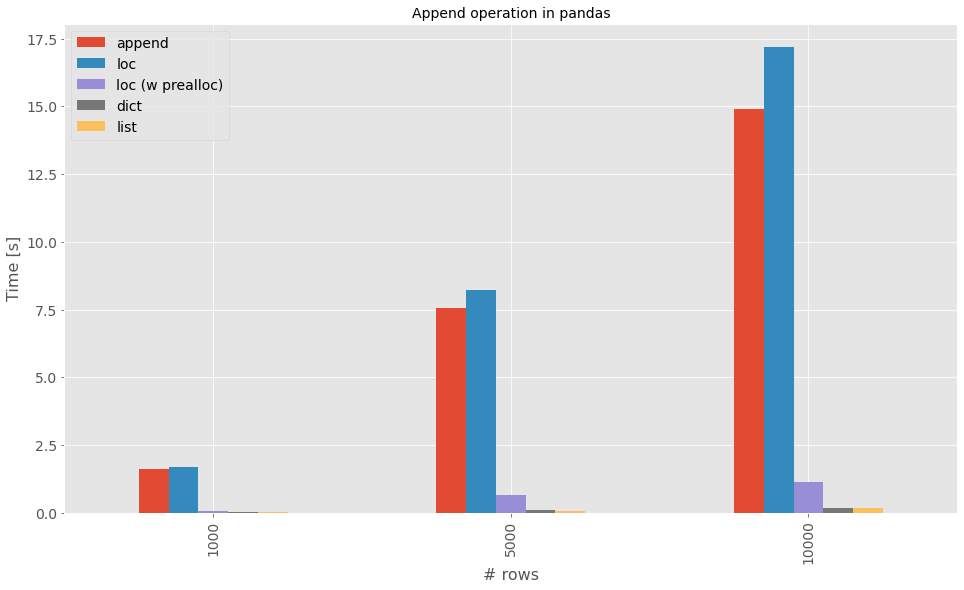 Append operation in pandas
append
loc
loc (w prealloc)
dict
list
Time [s]
17.5
15.0
12.5
10.0
7.5
5.0
2.5
0.0
1000
5000
10000
# rows